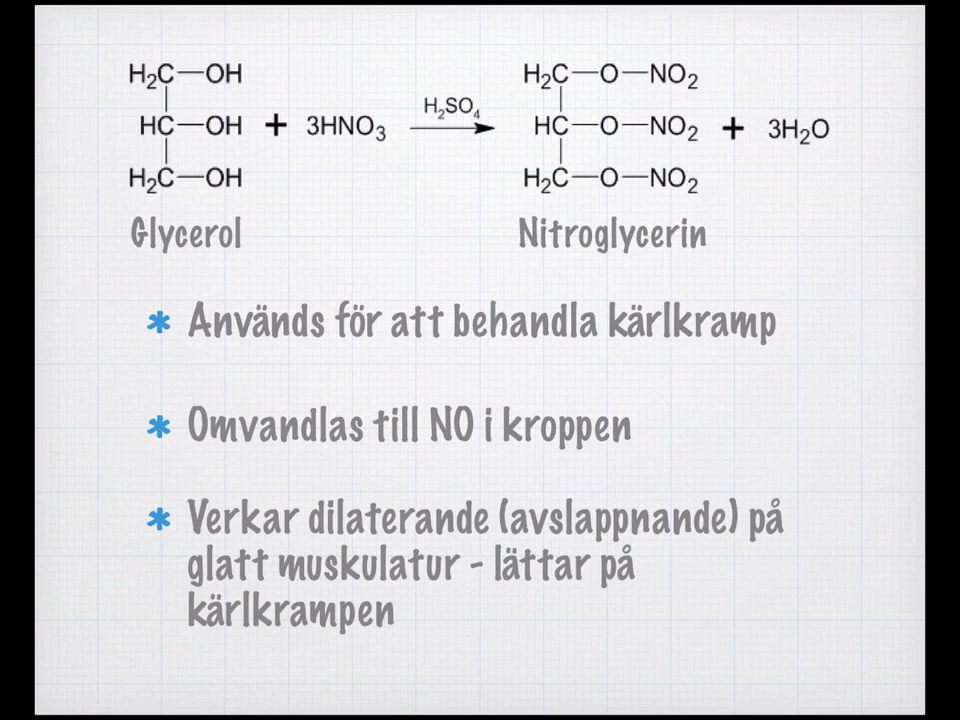 H₂C—OH H₂C—O—NO₂
HC—OH + 3HNO₃ H₂SO₄ HC—O—NO₂ + 3H₂O
H₂C—OH H₂C—O—NO₂
Glycerol Nitroglycerin
Används för att behandla kärlkramp
Omvandlas till NO i kroppen
Verkar dilaterande (avslappnande) på
glatt muskulatur - lättar på
kärlkrampen